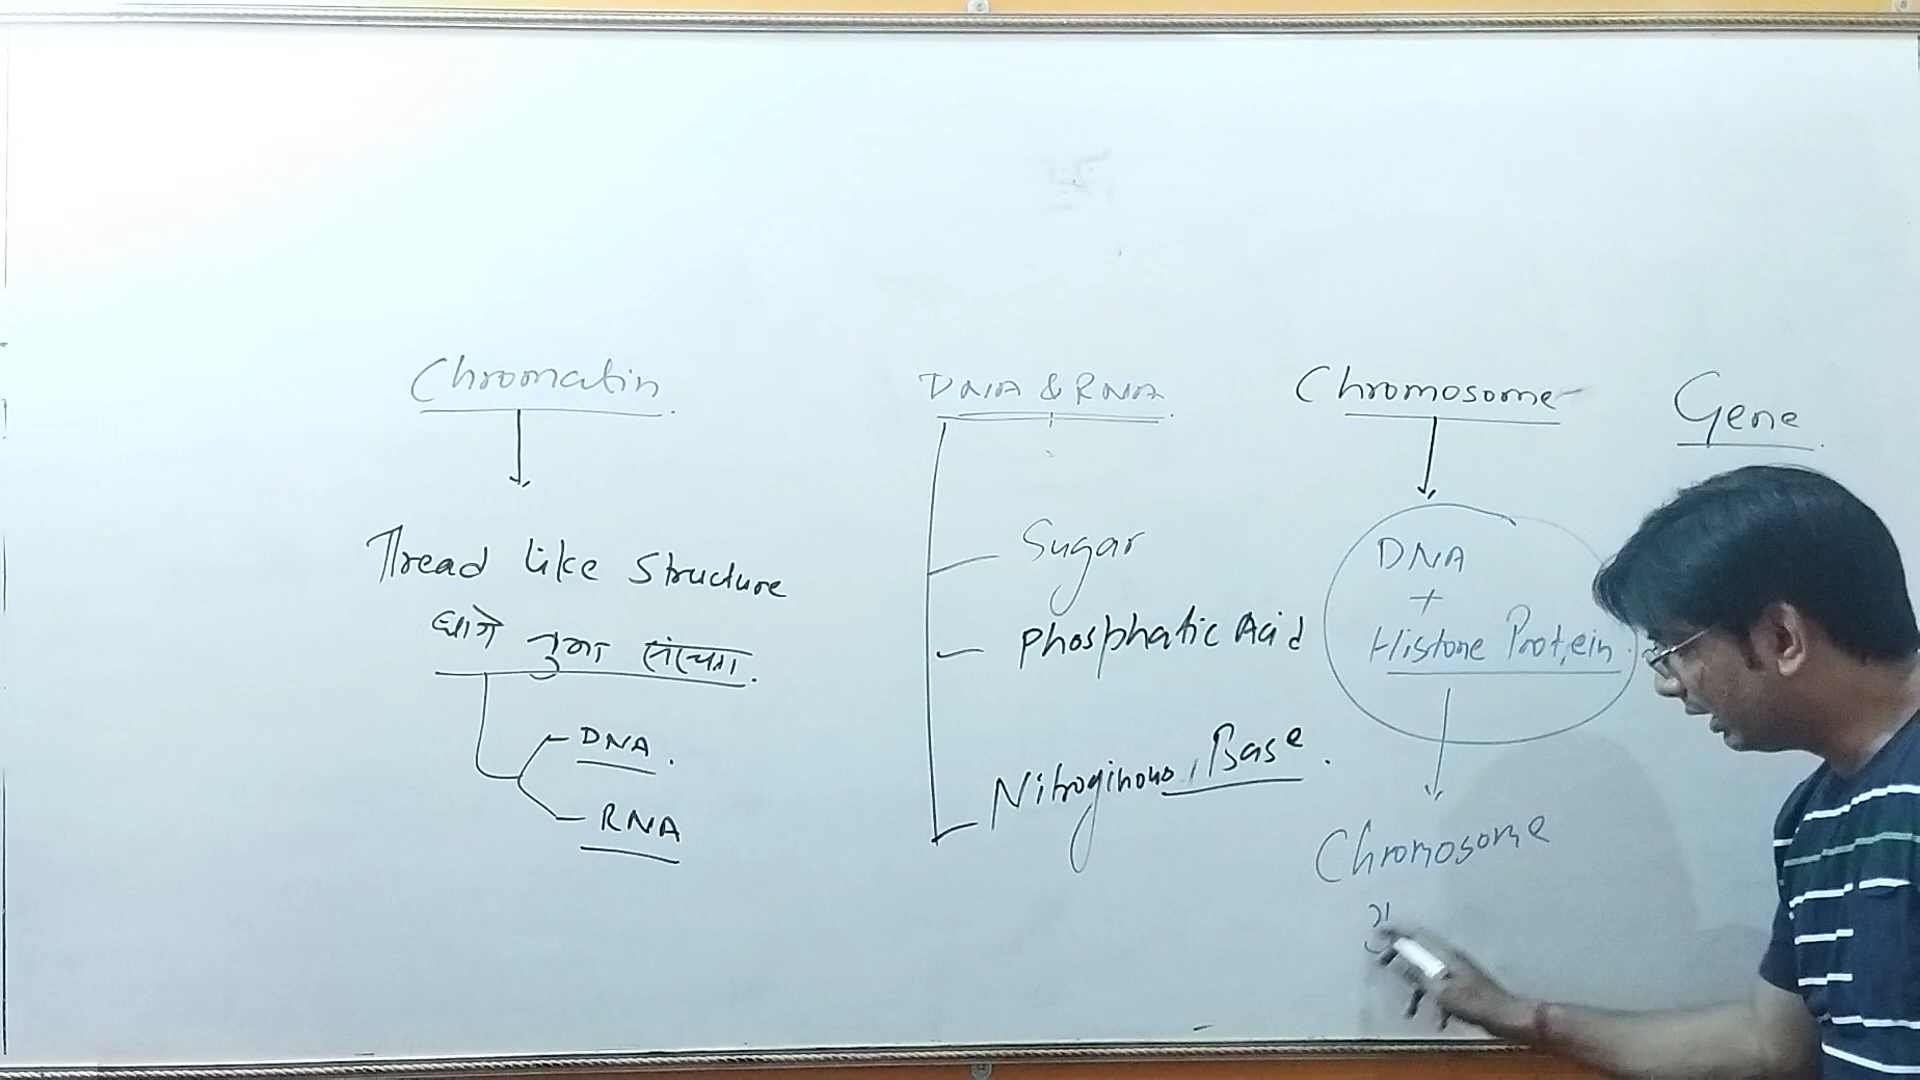 Chromatin
Thread like structure
धागे नुमा संरचना
DNA
RNA
DNA & RNA
Sugar
Phosphatic Acid
Nitroginous Base
Chromosome
DNA
+
Histone Protein
Chromosome
Gene